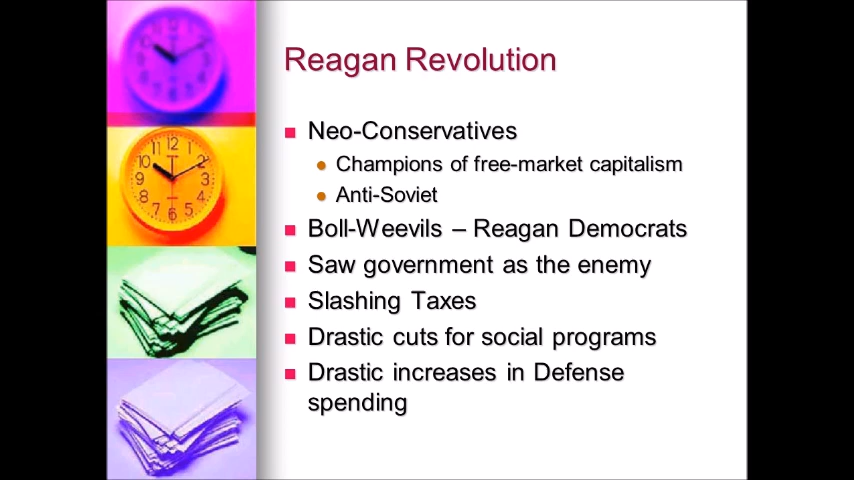 Reagan Revolution
Neo-Conservatives
Champions of free-market capitalism
Anti-Soviet
Boll-Weevils – Reagan Democrats
Saw government as the enemy
Slashing Taxes
Drastic cuts for social programs
Drastic increases in Defense
spending